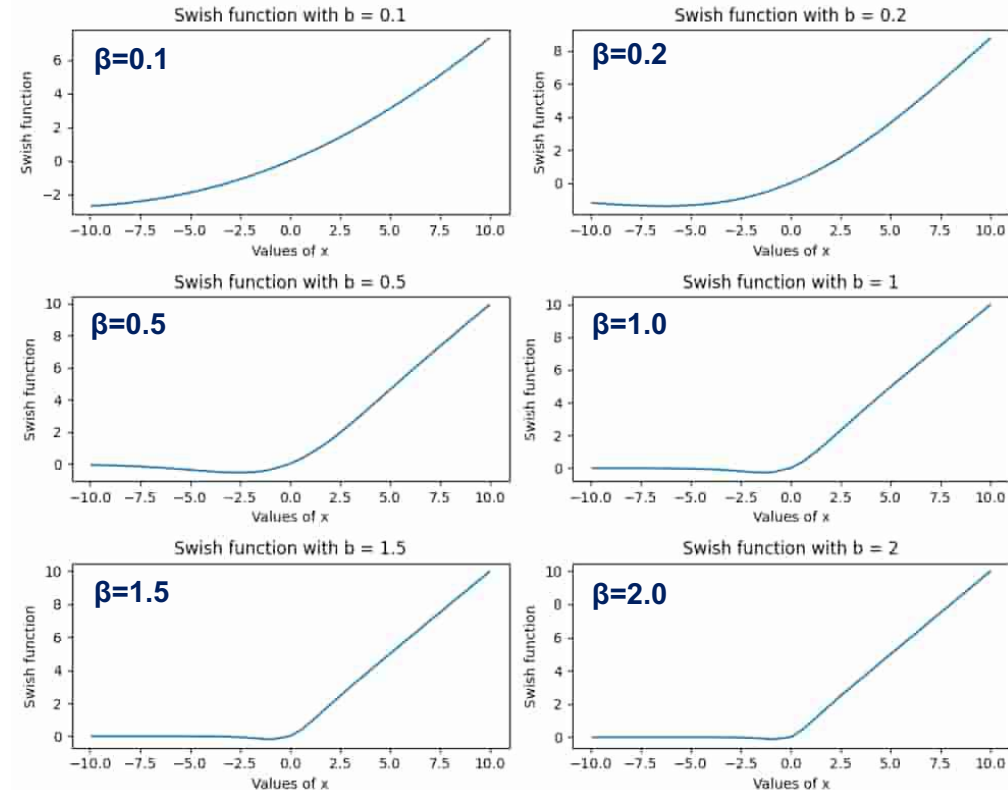 Swish function with b = 0.1
β=0.1
Swish function
6
4
2
0
−2
−10.0 −7.5 −5.0 −2.5 0.0 2.5 5.0 7.5 10.0
Values of x
Swish function with b = 0.2
β=0.2
Swish function
8
6
4
2
0
−10.0 −7.5 −5.0 −2.5 0.0 2.5 5.0 7.5 10.0
Values of x
Swish function with b = 0.5
β=0.5
Swish function
10
8
6
4
2
0
−10.0 −7.5 −5.0 −2.5 0.0 2.5 5.0 7.5 10.0
Values of x
Swish function with b = 1
β=1.0
Swish function
10
8
6
4
2
0
−10.0 −7.5 −5.0 −2.5 0.0 2.5 5.0 7.5 10.0
Values of x
Swish function with b = 1.5
β=1.5
Swish function
10
8
6
4
2
0
−10.0 −7.5 −5.0 −2.5 0.0 2.5 5.0 7.5 10.0
Values of x
Swish function with b = 2
β=2.0
Swish function
10
8
6
4
2
0
−10.0 −7.5 −5.0 −2.5 0.0 2.5 5.0 7.5 10.0
Values of x